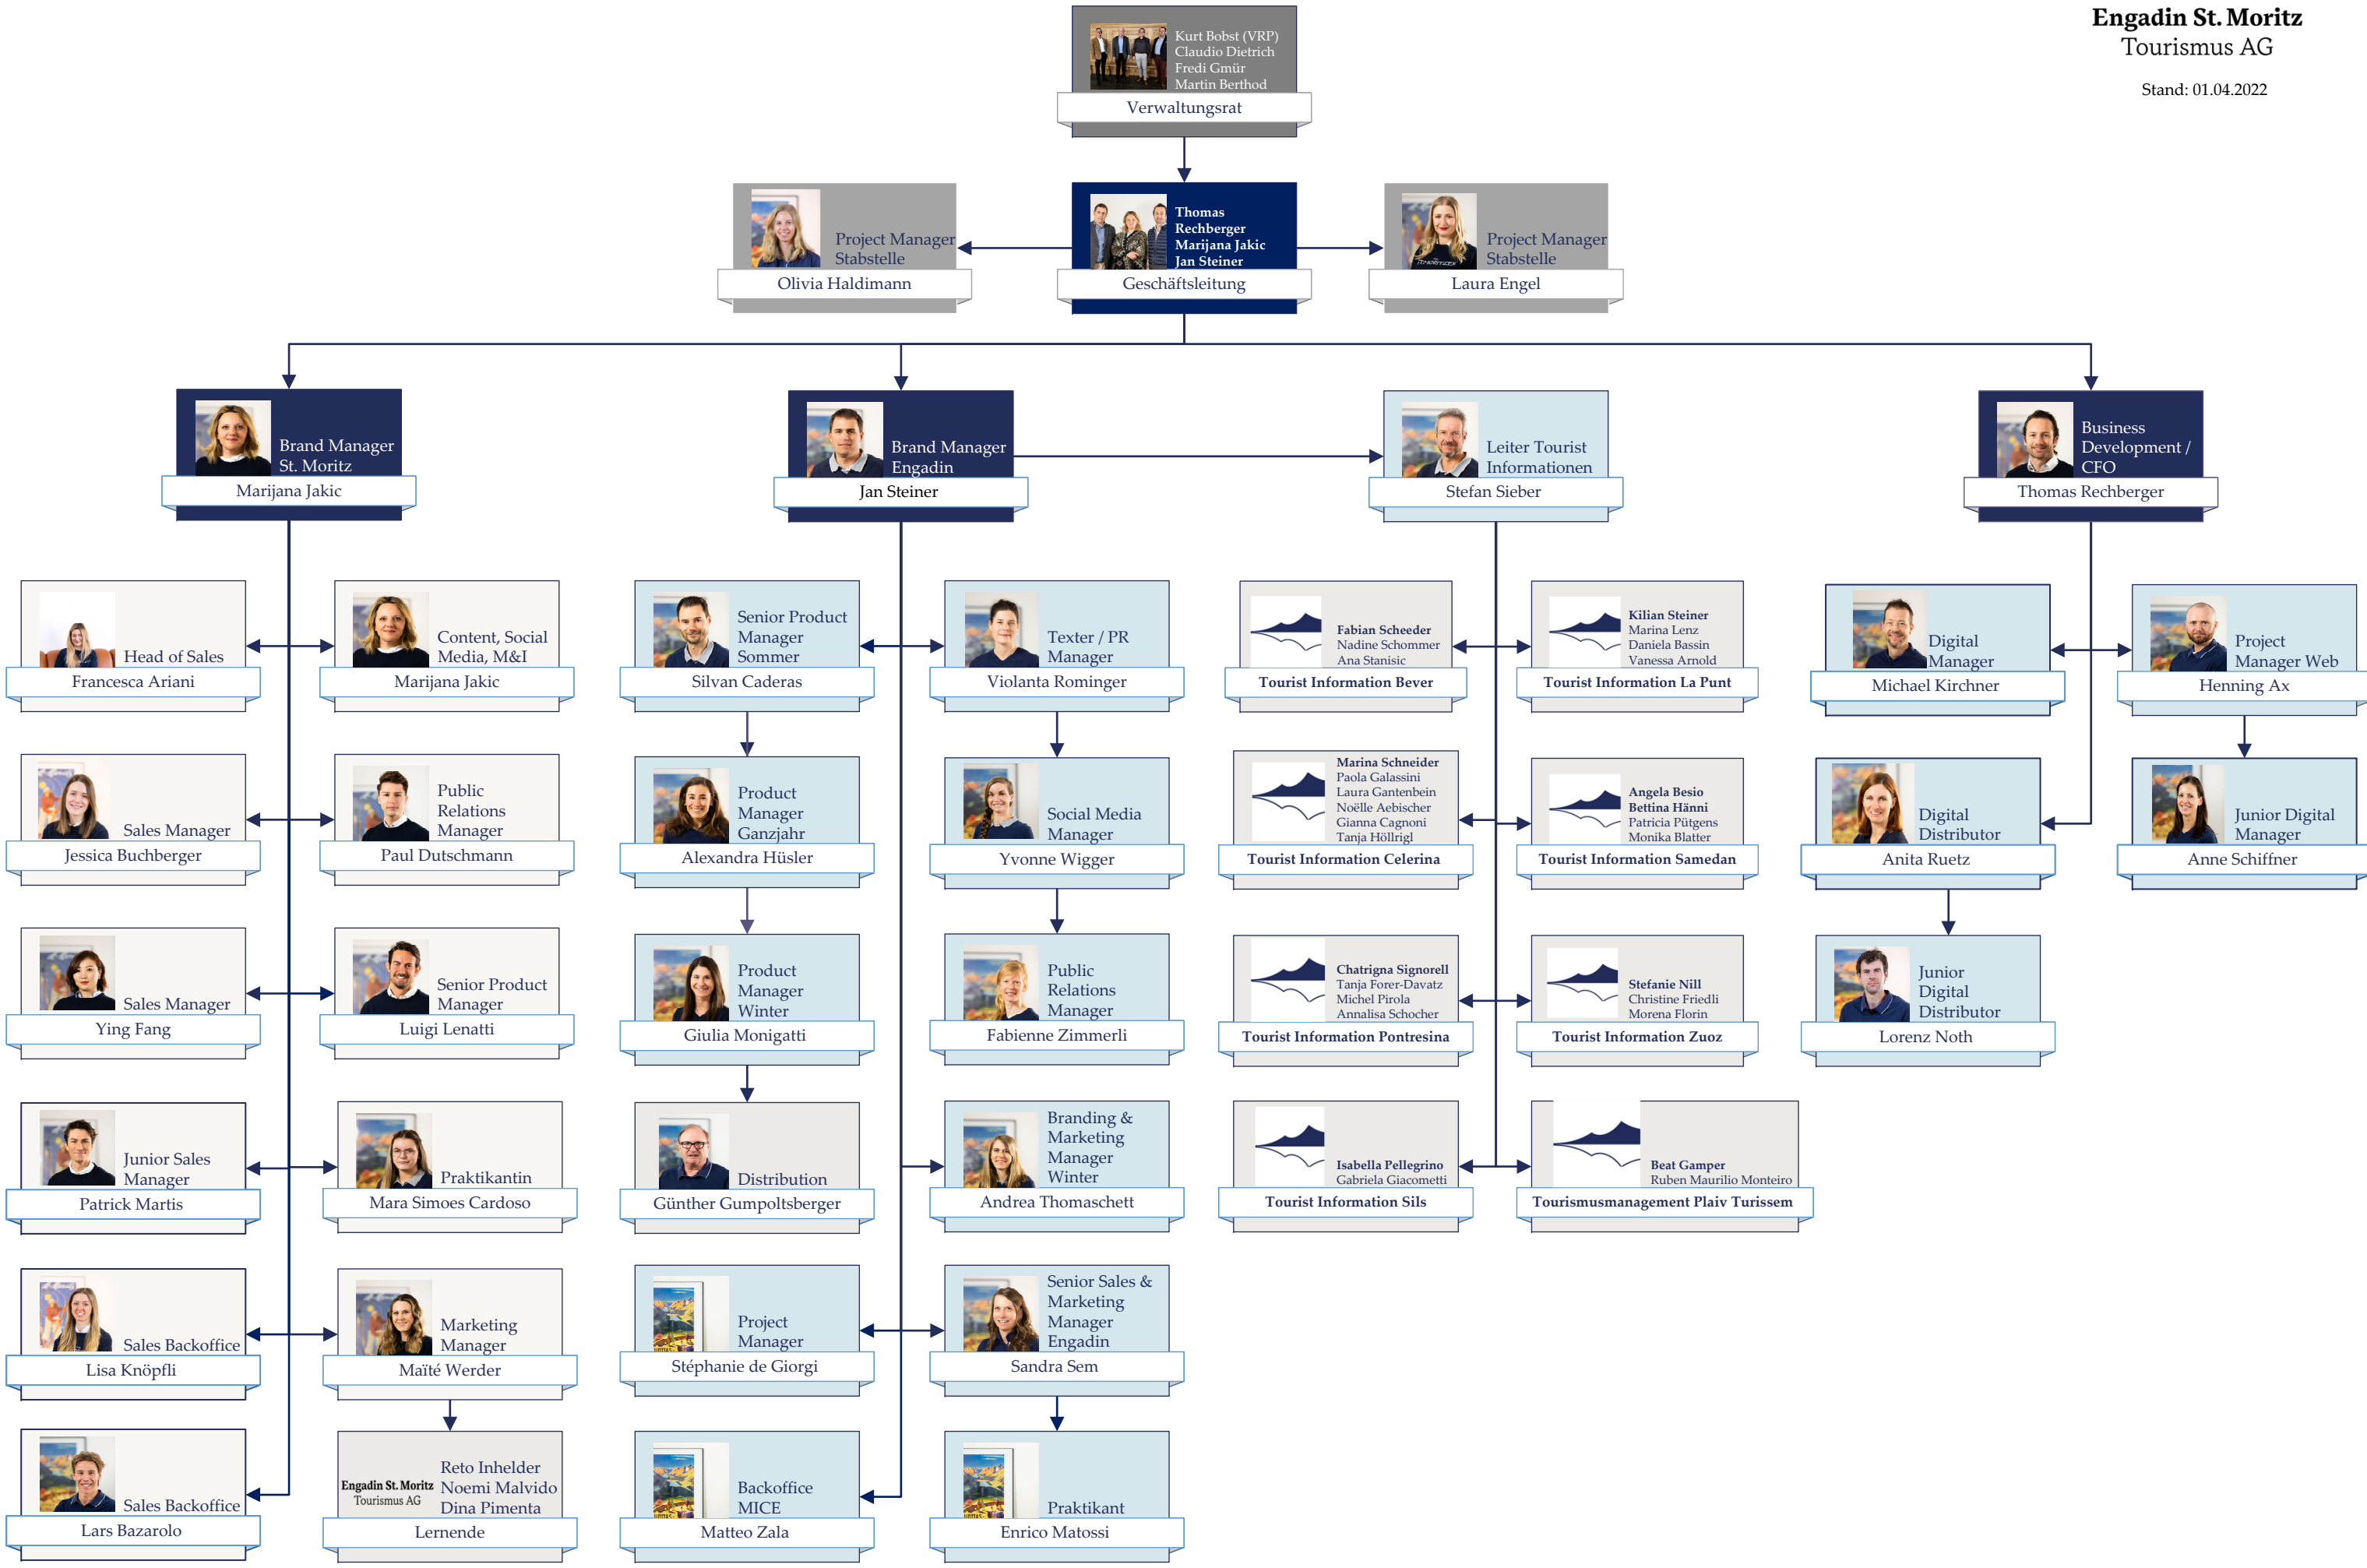 Engadin St. Moritz
Tourismus AG
Stand: 01.04.2022
Kurt Bobst (VRP)
Claudio Dietrich
Fredi Gmür
Martin Berthod
Verwaltungsrat
Project Manager
Stabstelle
Olivia Haldimann
Thomas
Rechberger
Marijana Jakic
Jan Steiner
Geschäftsleitung
Project Manager
Stabstelle
Laura Engel
Brand Manager
St. Moritz
Marijana Jakic
Brand Manager
Engadin
Jan Steiner
Leiter Tourist
Informationen
Stefan Sieber
Business
Development /
CFO
Thomas Rechberger
Head of Sales
Francesca Ariani
Content, Social
Media, M&I
Marijana Jakic
Senior Product
Manager
Sommer
Silvan Caderas
Texter / PR
Manager
Violanta Rominger
Fabian Scheeder
Nadine Schommer
Ana Stanisic
Tourist Information Bever
Kilian Steiner
Marina Lenz
Daniela Bassin
Vanessa Arnold
Tourist Information La Punt
Digital
Manager
Michael Kirchner
Project
Manager Web
Henning Ax
Sales Manager
Jessica Buchberger
Public
Relations
Manager
Paul Dutschmann
Product
Manager
Ganzjahr
Alexandra Hüsler
Social Media
Manager
Yvonne Wigger
Marina Schneider
Paola Galassini
Laura Gantenbein
Noëlle Aebischer
Gianna Cagnoni
Tanja Höllrigl
Tourist Information Celerina
Angela Besio
Bettina Hänni
Patricia Pütgens
Monika Blatter
Tourist Information Samedan
Digital
Distributor
Anita Ruetz
Junior Digital
Manager
Anne Schiffner
Sales Manager
Ying Fang
Senior Product
Manager
Luigi Lenatti
Product
Manager
Winter
Giulia Monigatti
Public
Relations
Manager
Fabienne Zimmerli
Chatrigna Signorell
Tanja Forer-Davatz
Michel Pirola
Annalisa Schocher
Tourist Information Pontresina
Stefanie Nill
Christine Friedli
Morena Florin
Tourist Information Zuoz
Junior
Digital
Distributor
Lorenz Noth
Junior Sales
Manager
Patrick Martis
Praktikantin
Mara Simoes Cardoso
Distribution
Günther Gumpoltsberger
Branding &
Marketing
Manager
Winter
Andrea Thomaschett
Isabella Pellegrino
Gabriela Giacometti
Tourist Information Sils
Beat Gamper
Ruben Maurilio Monteiro
Tourismusmanagement Plaiv Turissem
Sales Backoffice
Lisa Knöpfli
Marketing
Manager
Maïté Werder
Project
Manager
Stéphanie de Giorgi
Senior Sales &
Marketing
Manager
Engadin
Sandra Sem
Sales Backoffice
Lars Bazarolo
Engadin St. Moritz
Tourismus AG
Reto Inhelder
Noemi Malvido
Dina Pimenta
Lernende
Backoffice
MICE
Matteo Zala
Praktikant
Enrico Matossi